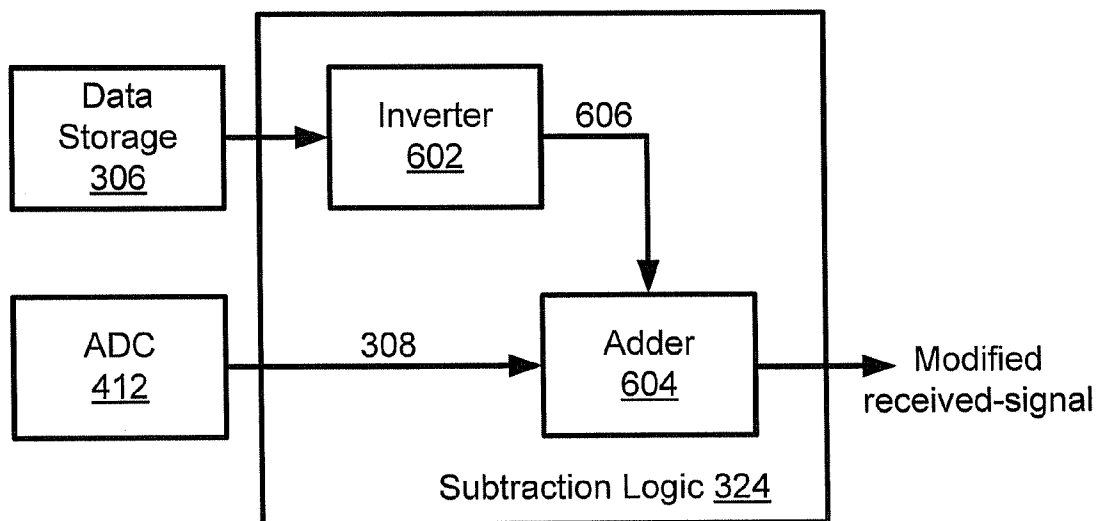 Data
Storage
306
Inverter
602
606
ADC
412
308
Adder
604
Modified
received-signal
Subtraction Logic 324